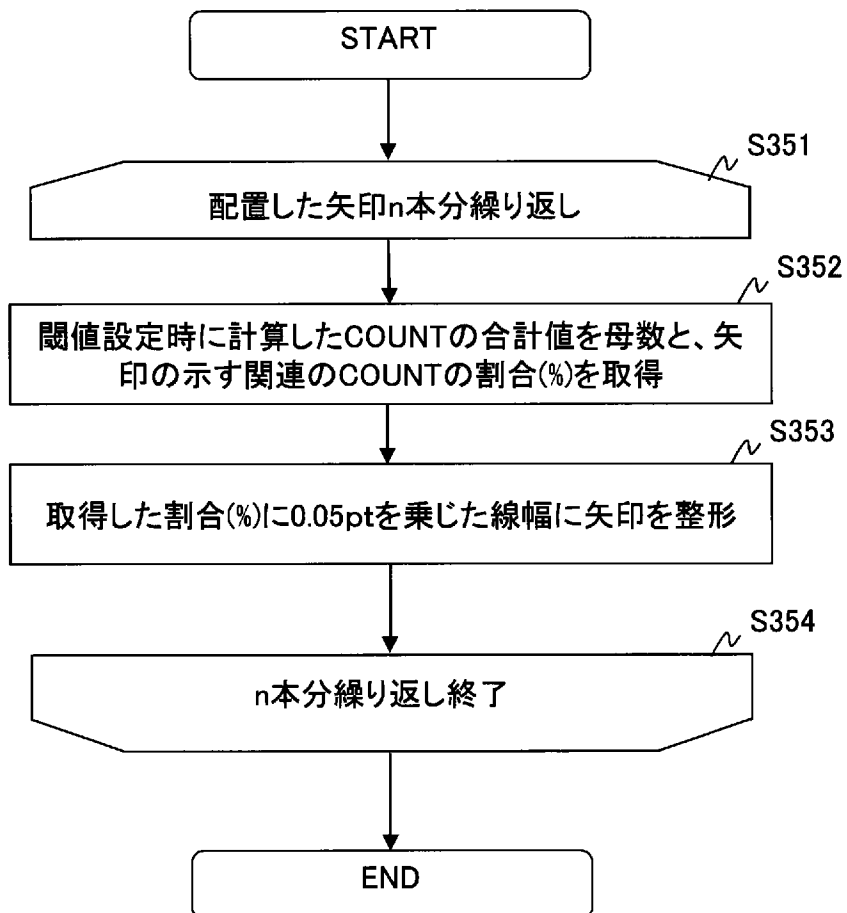 START
S351
配置した矢印n本分繰り返し
S352
閾値設定時に計算したCOUNTの合計値を母数と、矢
印の示す関連のCOUNTの割合(%)を取得
S353
取得した割合(%)に0.05ptを乗じた線幅に矢印を整形
S354
n本分繰り返し終了
END